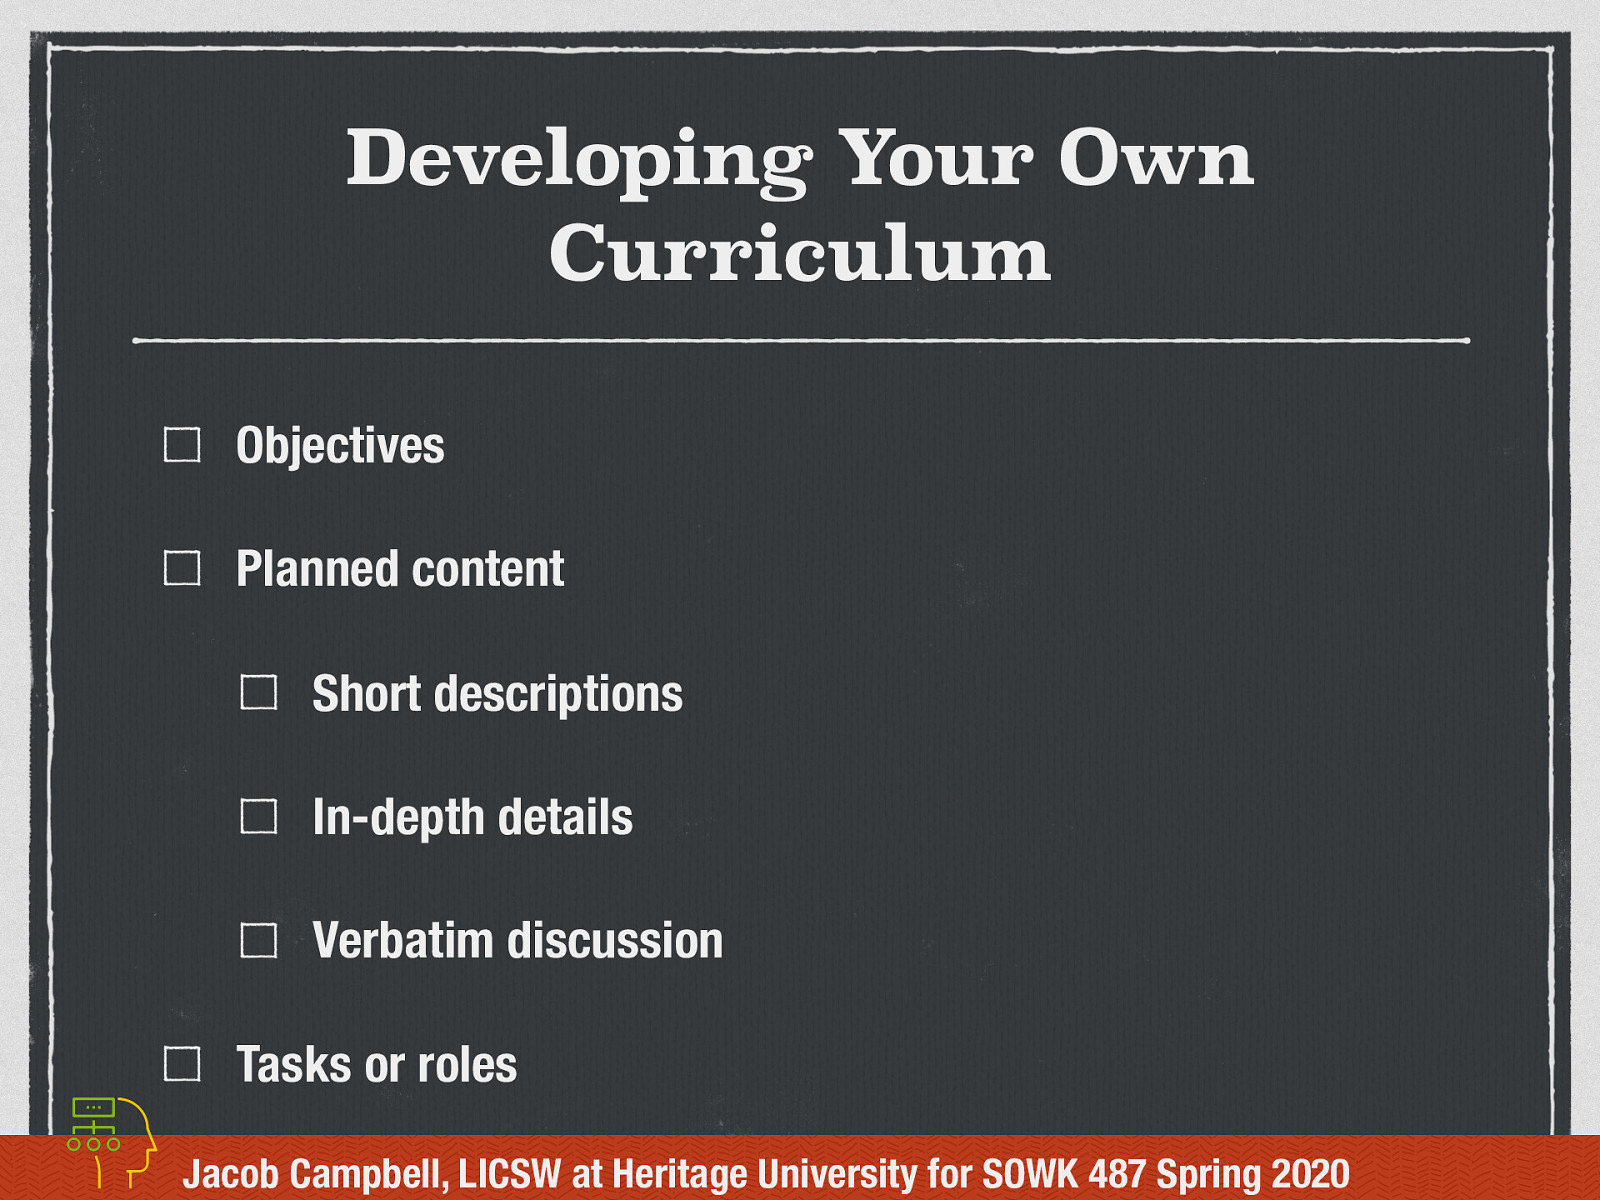 Developing Your Own
Curriculum
Objectives
Planned content
Short descriptions
In-depth details
Verbatim discussion
Tasks or roles
Jacob Campbell, LICSW at Heritage University for SOWK 487 Spring 2020